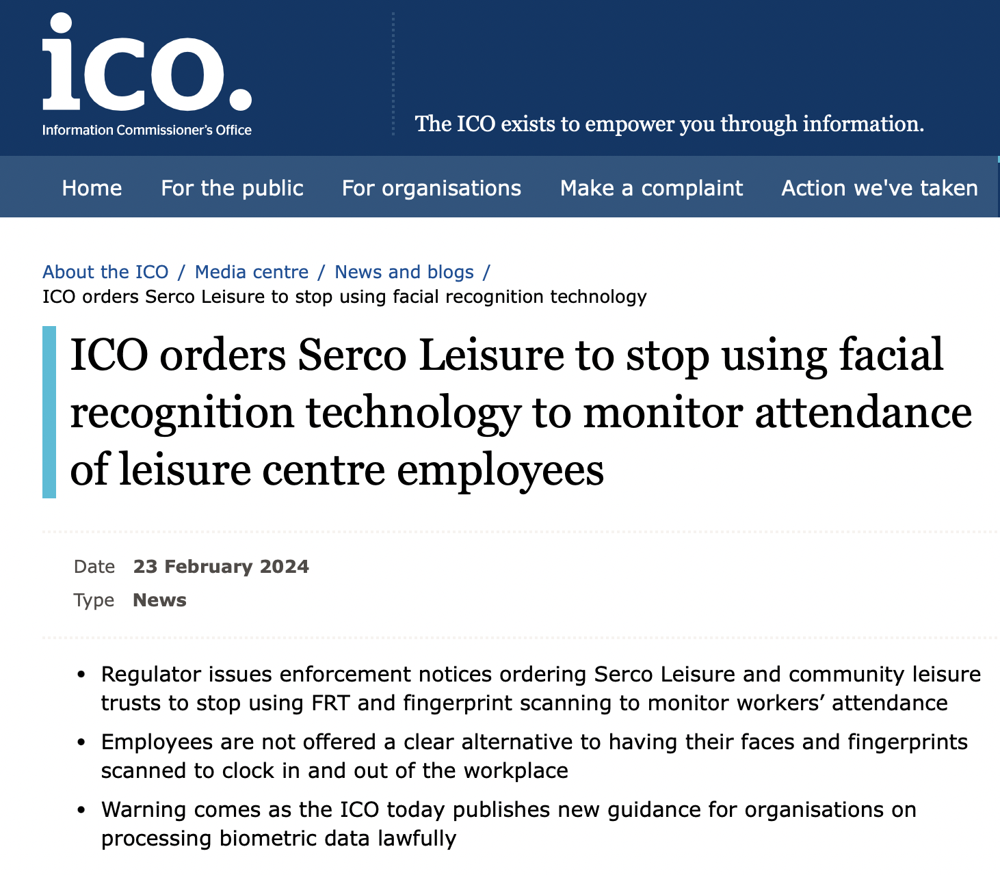 ico.
Information Commissioner's Office
The ICO exists to empower you through information.
Home For the public For organisations Make a complaint Action we've taken
About the ICO / Media centre / News and blogs /
ICO orders Serco Leisure to stop using facial recognition technology
ICO orders Serco Leisure to stop using facial
recognition technology to monitor attendance
of leisure centre employees
Date 23 February 2024
Type News
• Regulator issues enforcement notices ordering Serco Leisure and community leisure
trusts to stop using FRT and fingerprint scanning to monitor workers’ attendance
• Employees are not offered a clear alternative to having their faces and fingerprints
scanned to clock in and out of the workplace
• Warning comes as the ICO today publishes new guidance for organisations on
processing biometric data lawfully